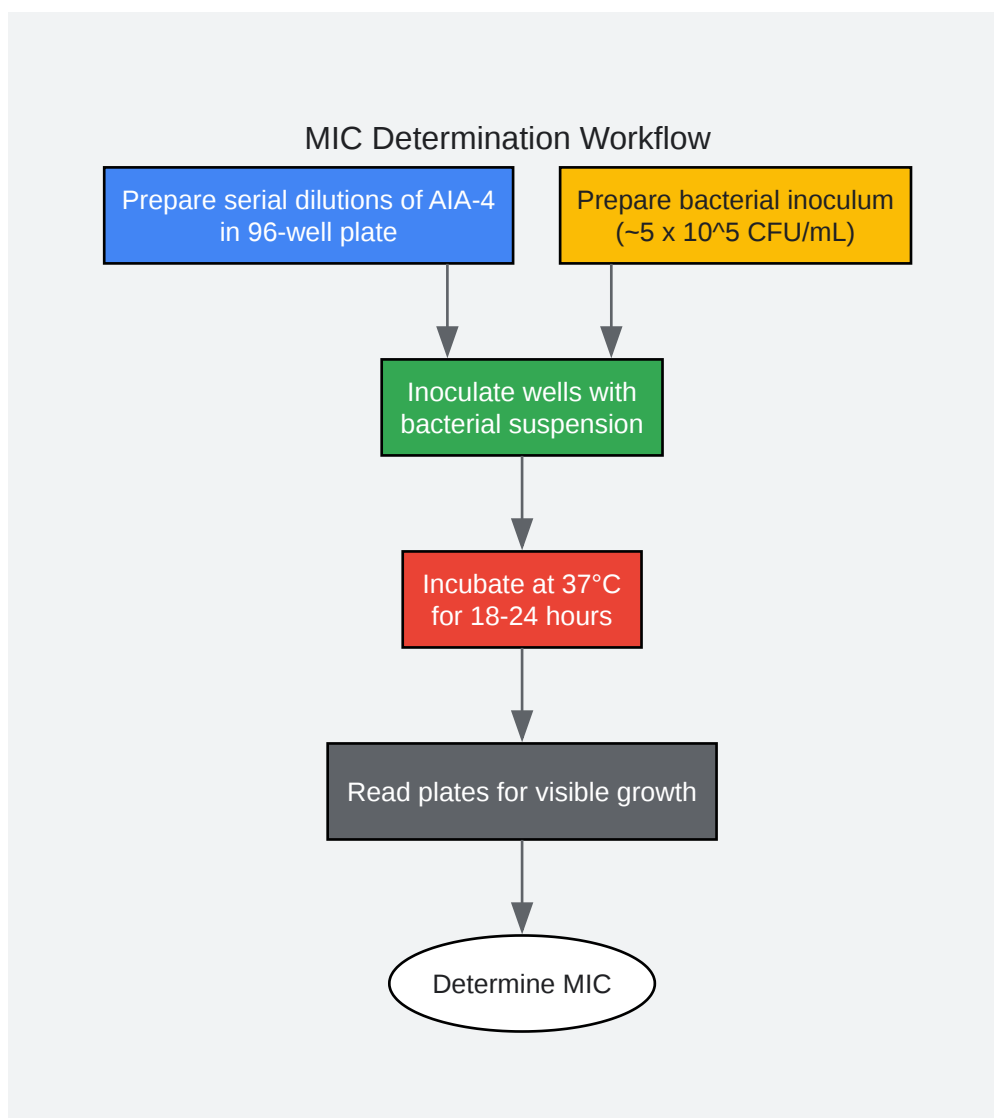 MIC Determination Workflow
Prepare serial dilutions of AIA-4
in 96-well plate
Prepare bacterial inoculum
(~5 x 10^5 CFU/mL)
Inoculate wells with
bacterial suspension
Incubate at 37°C
for 18-24 hours
Read plates for visible growth
Determine MIC